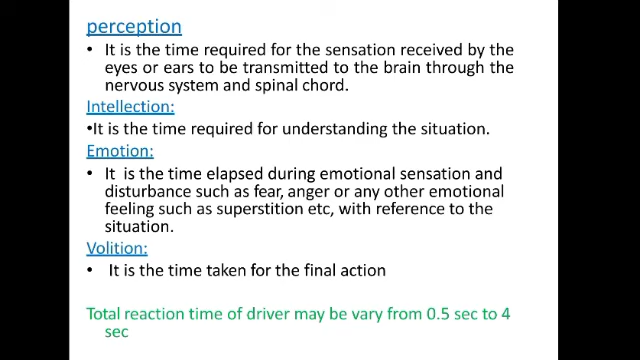 perception
• It is the time required for the sensation received by the
eyes or ears to be transmitted to the brain through the
nervous system and spinal chord.
Intellection:
•It is the time required for understanding the situation.
Emotion:
• It is the time elapsed during emotional sensation and
disturbance such as fear, anger or any other emotional
feeling such as superstition etc, with reference to the
situation.
Volition:
• It is the time taken for the final action
Total reaction time of driver may be vary from 0.5 sec to 4
sec